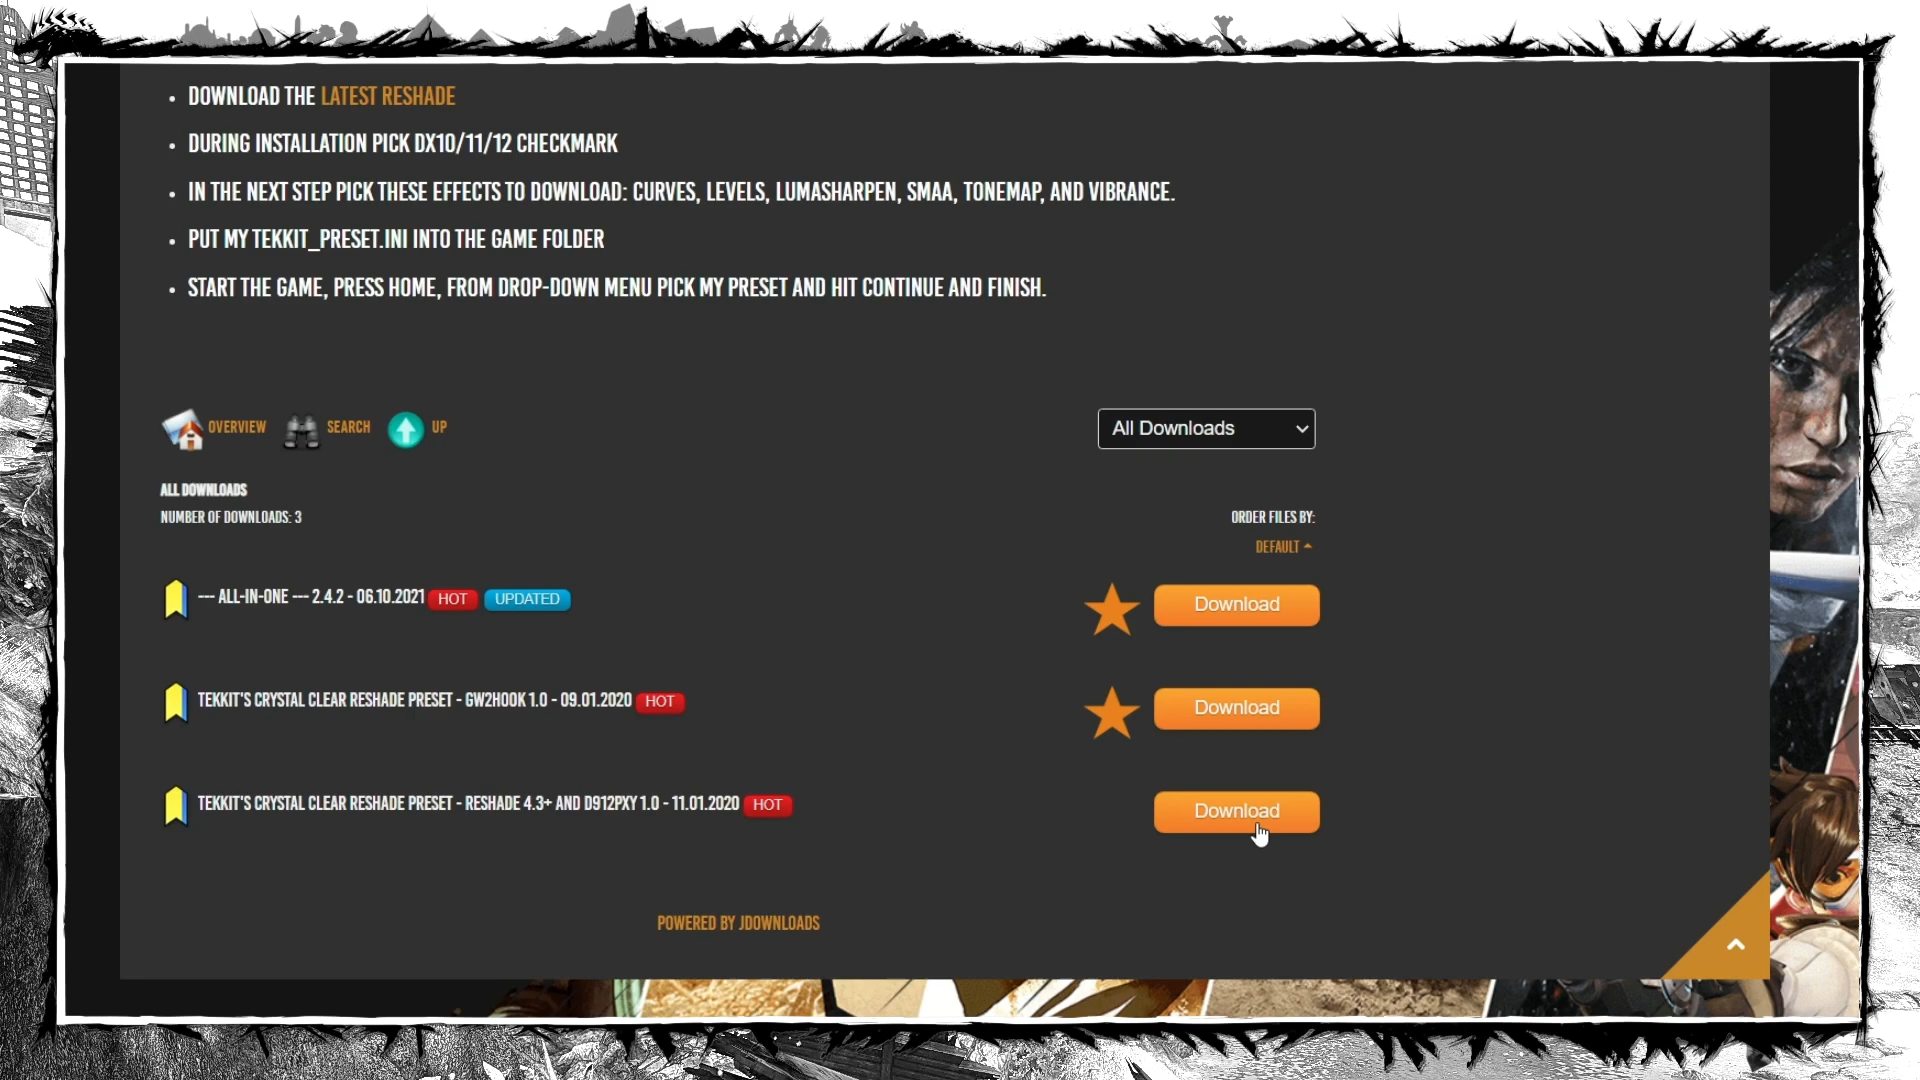 DOWNLOAD THE LATEST RESHADE
DURING INSTALLATION PICK DX10/11/12 CHECKMARK
IN THE NEXT STEP PICK THESE EFFECTS TO DOWNLOAD: CURVES, LEVELS, LUMASHARPEN, SMAA, TONEMAP, AND VIBRANCE.
PUT MY TEKKIT_PRESET.INI INTO THE GAME FOLDER
START THE GAME, PRESS HOME, FROM DROP-DOWN MENU PICK MY PRESET AND HIT CONTINUE AND FINISH.
OVERVIEW SEARCH UP All Downloads
ALL DOWNLOADS
NUMBER OF DOWNLOADS: 3 ORDER FILES BY:
DEFAULT
--- ALL-IN-ONE --- 2.4.2 - 06.10.2021 HOT UPDATED Download
TEKKIT'S CRYSTAL CLEAR RESHADE PRESET - GW2HOOK 1.0 - 09.01.2020 HOT Download
TEKKIT'S CRYSTAL CLEAR RESHADE PRESET - RESHADE 4.3+ AND D912PXY 1.0 - 11.01.2020 HOT Download
POWERED BY JDOWNLOADS